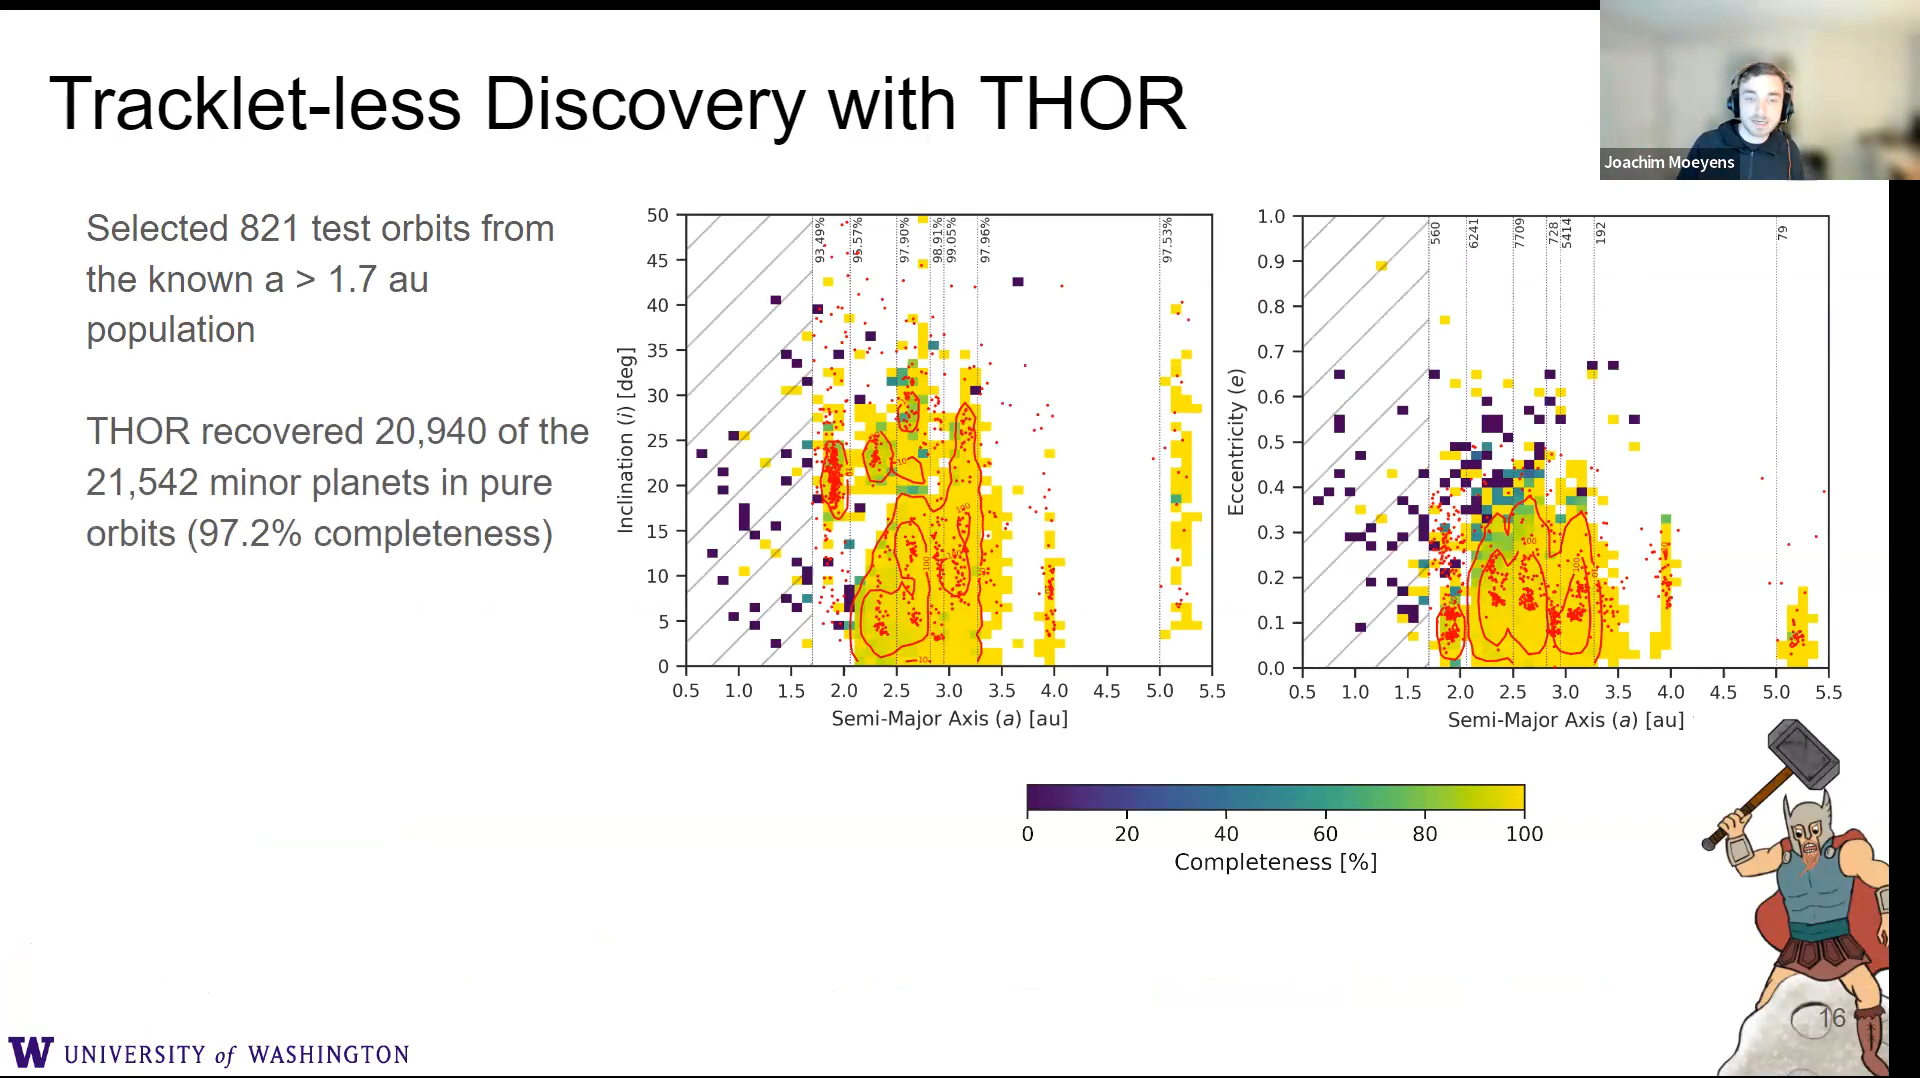 Tracklet-less Discovery with THOR
Joachim Moeyens
Selected 821 test orbits from
the known a > 1.7 au
population
THOR recovered 20,940 of the
21,542 minor planets in pure
orbits (97.2% completeness)
50
45
40
35
30
25
20
15
10
5
0
Inclination (i) [deg]
93.49%
95.57%
97.90%
98.91%
99.05%
97.96%
97.53%
0.5 1.0 1.5 2.0 2.5 3.0 3.5 4.0 4.5 5.0 5.5
Semi-Major Axis (a) [au]
1.0
0.9
0.8
0.7
0.6
0.5
0.4
0.3
0.2
0.1
0.0
Eccentricity (e)
560
6241
7709
728
5414
192
79
0.5 1.0 1.5 2.0 2.5 3.0 3.5 4.0 4.5 5.0 5.5
Semi-Major Axis (a) [au]
0 20 40 60 80 100
Completeness [%]
16
W UNIVERSITY of WASHINGTON